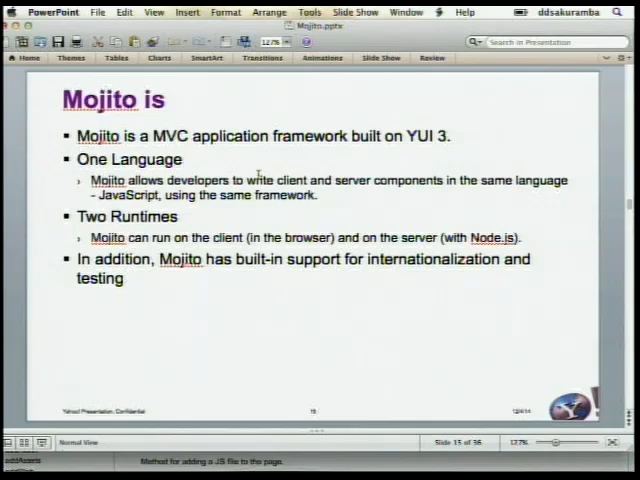 PowerPoint File Edit View Insert Format Arrange Tools Slide Show Window Help ddsakuramba
Mojito.pptx
127% Search in Presentation
Home Themes Tables Charts SmartArt Transitions Animations Slide Show Review
Mojito is
▪ Mojito is a MVC application framework built on YUI 3.
▪ One Language
› Mojito allows developers to write client and server components in the same language
- JavaScript, using the same framework.
▪ Two Runtimes
› Mojito can run on the client (in the browser) and on the server (with Node.js).
▪ In addition, Mojito has built-in support for internationalization and
testing
Yahoo! Presentation, Confidential 15 12/4/14
Y!
Normal View Slide 15 of 36 127%
addAssets Method for adding a JS file to the page.